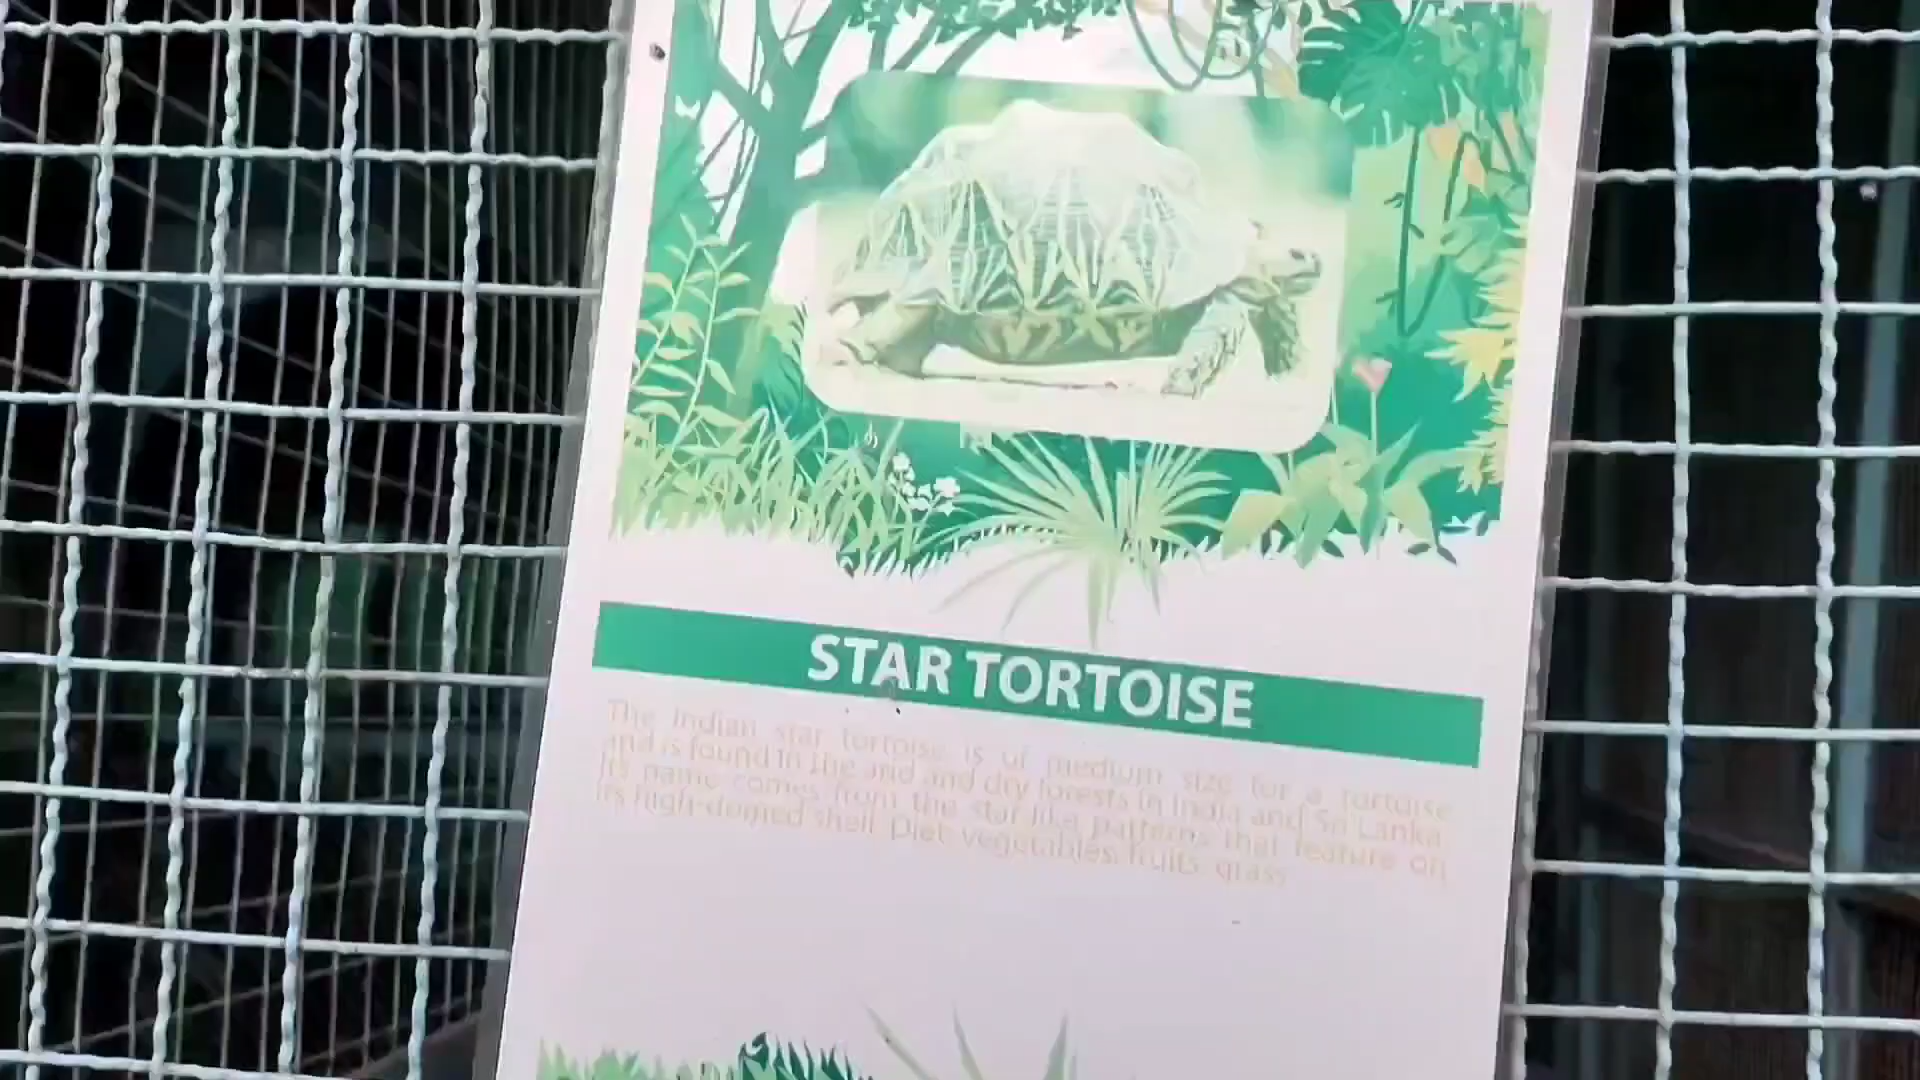 STAR TORTOISE
The Indian star tortoise is of medium size for a tortoise
and is found in the arid and dry forests in India and Sri Lanka.
Its name comes from the star-like patterns that feature on
its high-domed shell. Diet: vegetables, fruits, grass